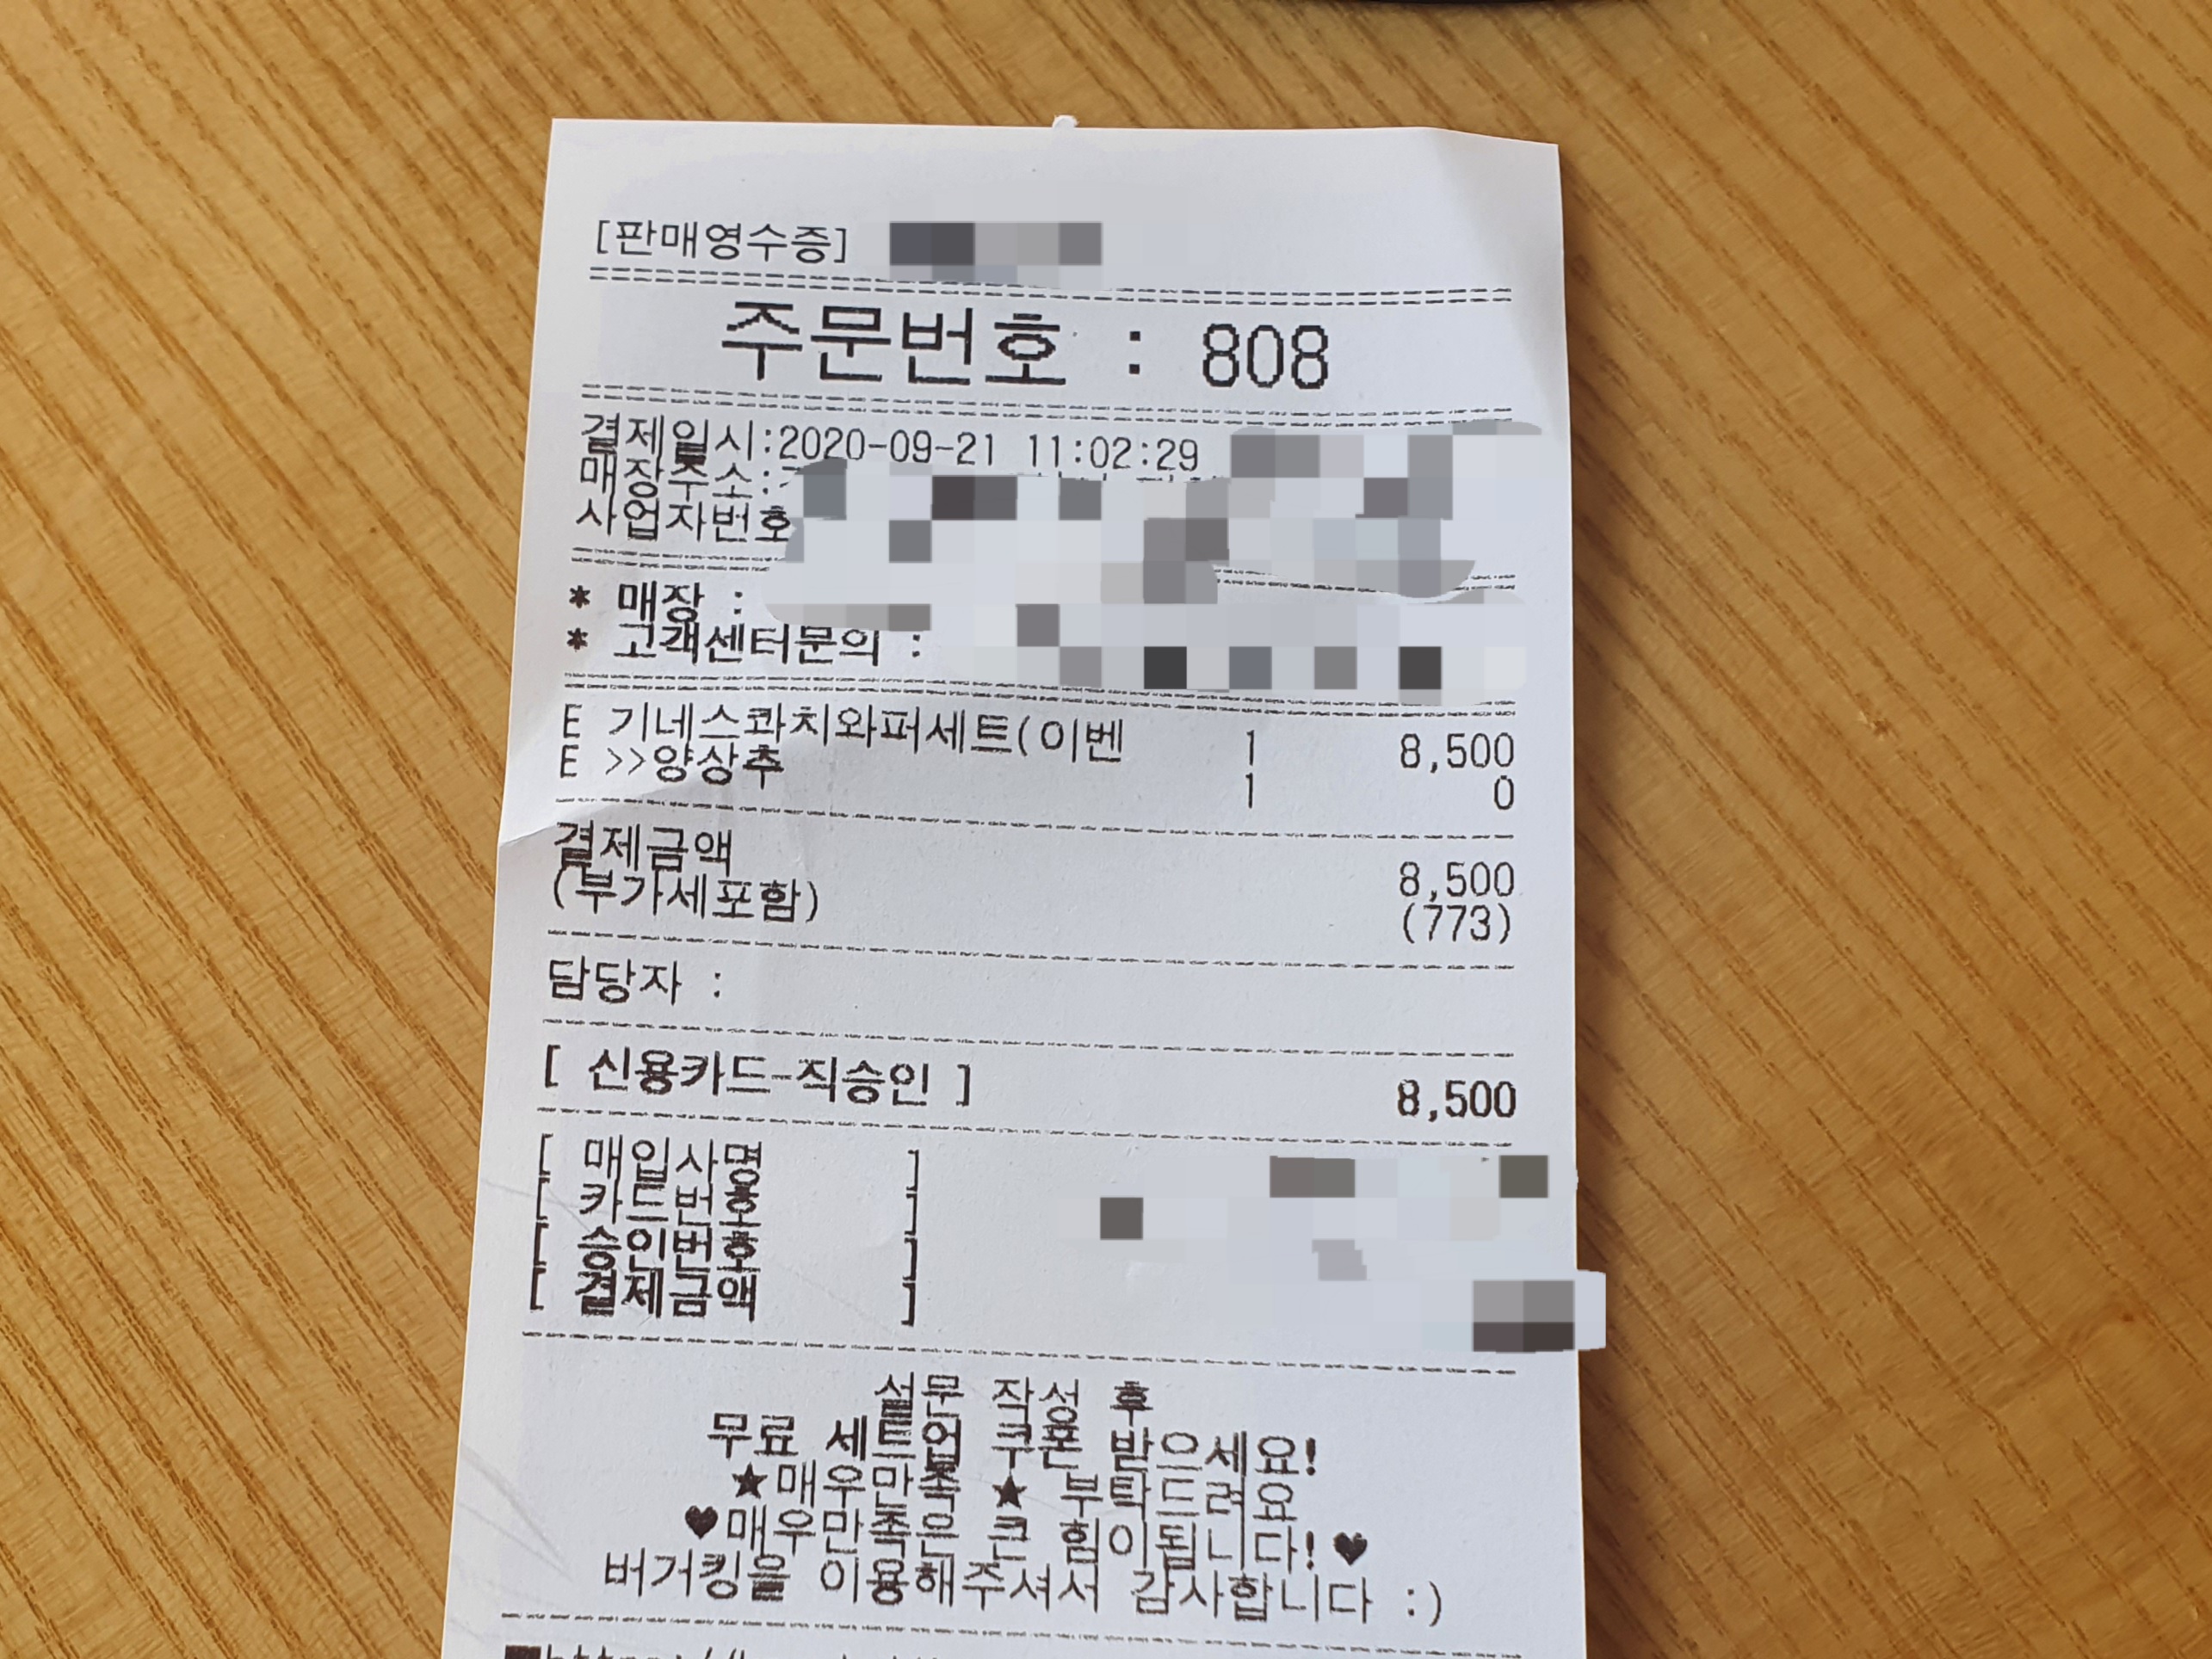 [판매영수증]
주문번호 : 808
결제일시:2020-09-21 11:02:29
매장주소:
사업자번호
* 매장 :
* 고객센터문의 :
E 기네스콰치와퍼세트(이벤 1 8,500
E >>양상추 1 0
결제금액 8,500
(부가세포함) (773)
담당자 :
[ 신용카드-직승인 ] 8,500
[ 매입사명 ]
[ 카드번호 ]
[ 승인번호 ]
[ 결제금액 ]
설문 작성 후
무료 세트업 쿠폰 받으세요!
★매우만족 ★ 부탁드려요
♥매우만족은 큰 힘이됩니다!♥
버거킹을 이용해주셔서 감사합니다 :)